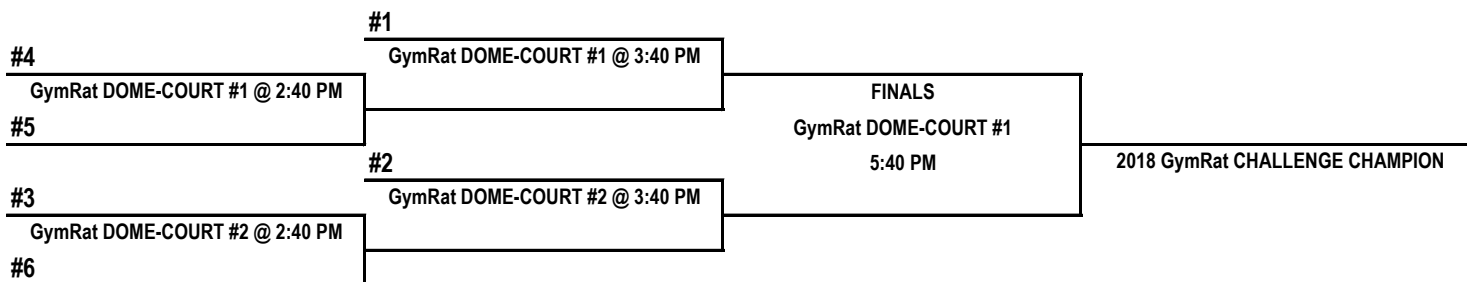 #1
#4
GymRat DOME-COURT #1 @ 3:40 PM
GymRat DOME-COURT #1 @ 2:40 PM
FINALS
#5
GymRat DOME-COURT #1
#2
5:40 PM
2018 GymRat CHALLENGE CHAMPION
#3
GymRat DOME-COURT #2 @ 3:40 PM
GymRat DOME-COURT #2 @ 2:40 PM
#6